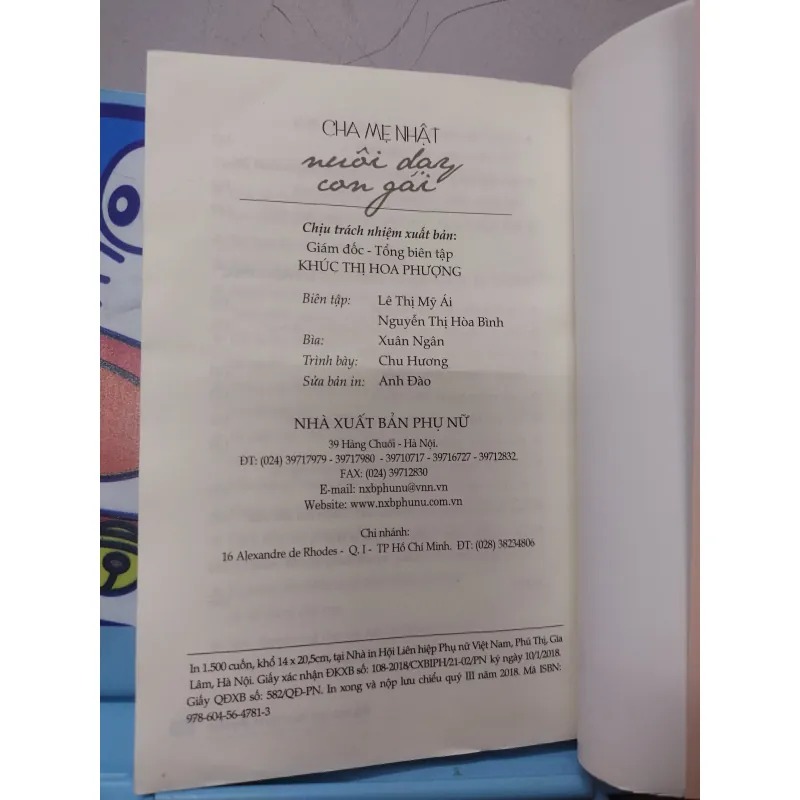 CHA MẸ NHẬT
nuôi dạy
con gái
Chịu trách nhiệm xuất bản:
Giám đốc - Tổng biên tập
KHÚC THỊ HOA PHƯỢNG
Biên tập: Lê Thị Mỹ Ái
Nguyễn Thị Hòa Bình
Bìa: Xuân Ngân
Trình bày: Chu Hương
Sửa bản in: Anh Đào
NHÀ XUẤT BẢN PHỤ NỮ
39 Hàng Chuối - Hà Nội.
ĐT: (024) 39717979 - 39717980 - 39710717 - 39716727 - 39712832.
FAX: (024) 39712830
E-mail: nxbphunu@vnn.vn
Website: www.nxbphunu.com.vn
Chi nhánh:
16 Alexandre de Rhodes - Q. I - TP Hồ Chí Minh. ĐT: (028) 38234806
In 1.500 cuốn, khổ 14 x 20,5cm, tại Nhà in Hội Liên hiệp Phụ nữ Việt Nam, Phú Thị, Gia
Lâm, Hà Nội. Giấy xác nhận ĐKXB số: 108-2018/CXBIPH/21-02/PN ký ngày 10/1/2018.
Giấy QĐXB số: 582/QĐ-PN. In xong và nộp lưu chiểu quý III năm 2018. Mã ISBN:
978-604-56-4781-3